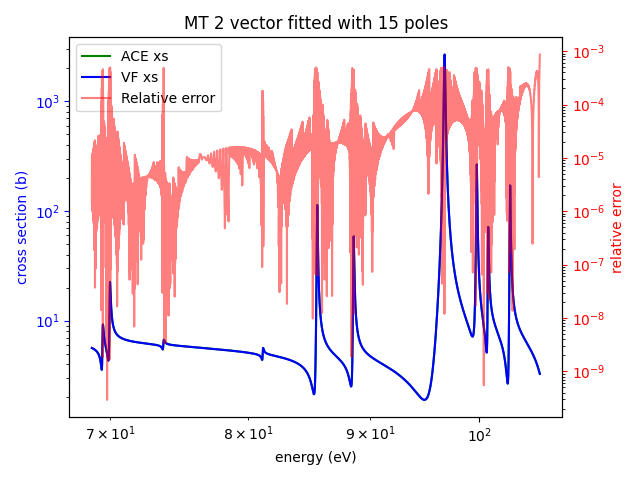 MT 2 vector fitted with 15 poles
ACE xs
VF xs
Relative error
10³
10²
10¹
cross section (b)
10⁻³
10⁻⁴
10⁻⁵
10⁻⁶
10⁻⁷
10⁻⁸
10⁻⁹
relative error
7 × 10¹
8 × 10¹
9 × 10¹
10²
energy (eV)